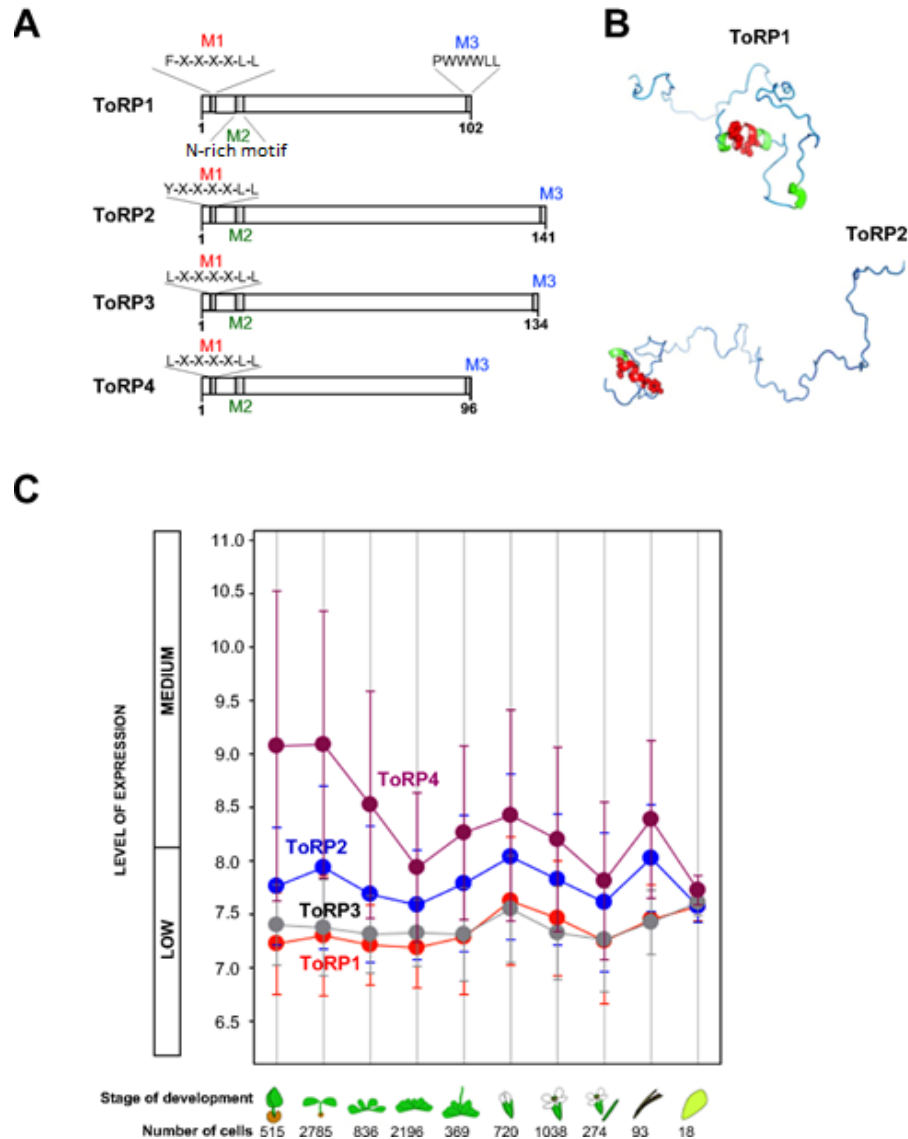 A
M1
F-X-X-X-X-L-L
M3
PWWWLL
ToRP1
1
102
M2
N-rich motif
M1
Y-X-X-X-X-L-L
M3
ToRP2
1
M2
141
M1
L-X-X-X-X-L-L
M3
ToRP3
1
M2
134
M1
L-X-X-X-X-L-L
M3
ToRP4
1
M2
96
B
ToRP1
ToRP2
C
LEVEL OF EXPRESSION
MEDIUM
LOW
11.0
10.5
10.0
9.5
9.0
8.5
8.0
7.5
7.0
6.5
ToRP4
ToRP2
ToRP3
ToRP1
Stage of development
Number of cells 515 2785 836 2196 369 720 1038 274 93 18